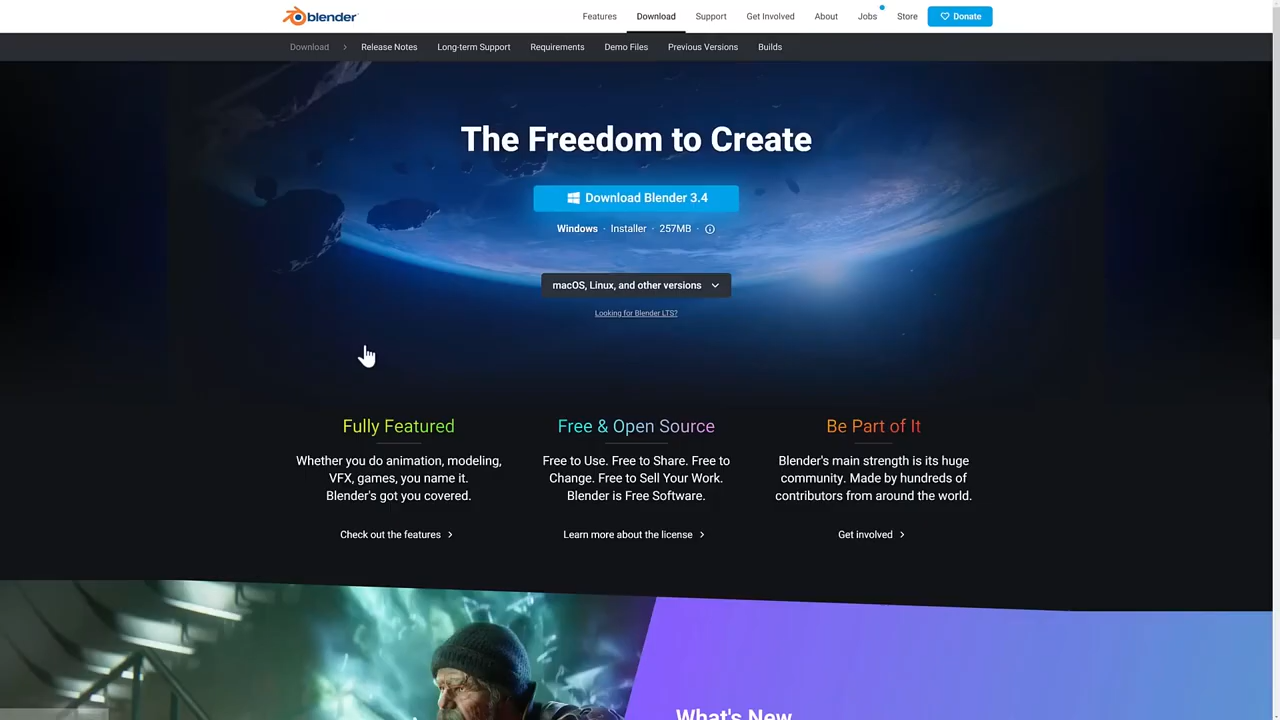 blender
Features Download Support Get Involved About Jobs Store Donate
Download Release Notes Long-term Support Requirements Demo Files Previous Versions Builds
The Freedom to Create
Download Blender 3.4
Windows · Installer · 257MB ·
macOS, Linux, and other versions
Looking for Blender LTS?
Fully Featured
Whether you do animation, modeling,
VFX, games, you name it.
Blender's got you covered.
Check out the features
Free & Open Source
Free to Use. Free to Share. Free to
Change. Free to Sell Your Work.
Blender is Free Software.
Learn more about the license
Be Part of It
Blender's main strength is its huge
community. Made by hundreds of
contributors from around the world.
Get involved
What's New